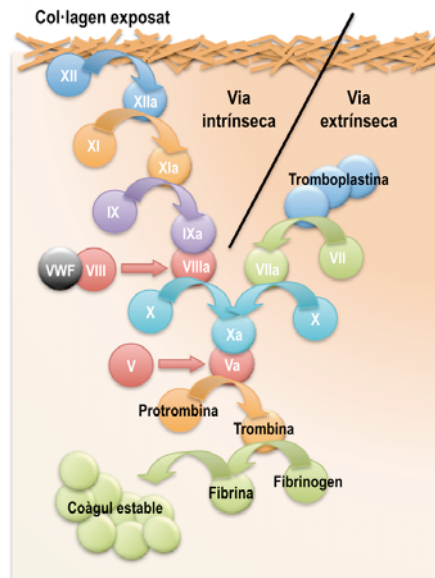 Col·lagen exposat
XII
XIIa
Via
intrínseca
Via
extrínseca
XI
XIa
Tromboplastina
IX
IXa
VII
VIIa
VWF
VIII
VIIIa
X
X
Xa
V
Va
Protrombina
Trombina
Fibrinogen
Fibrina
Coàgul estable